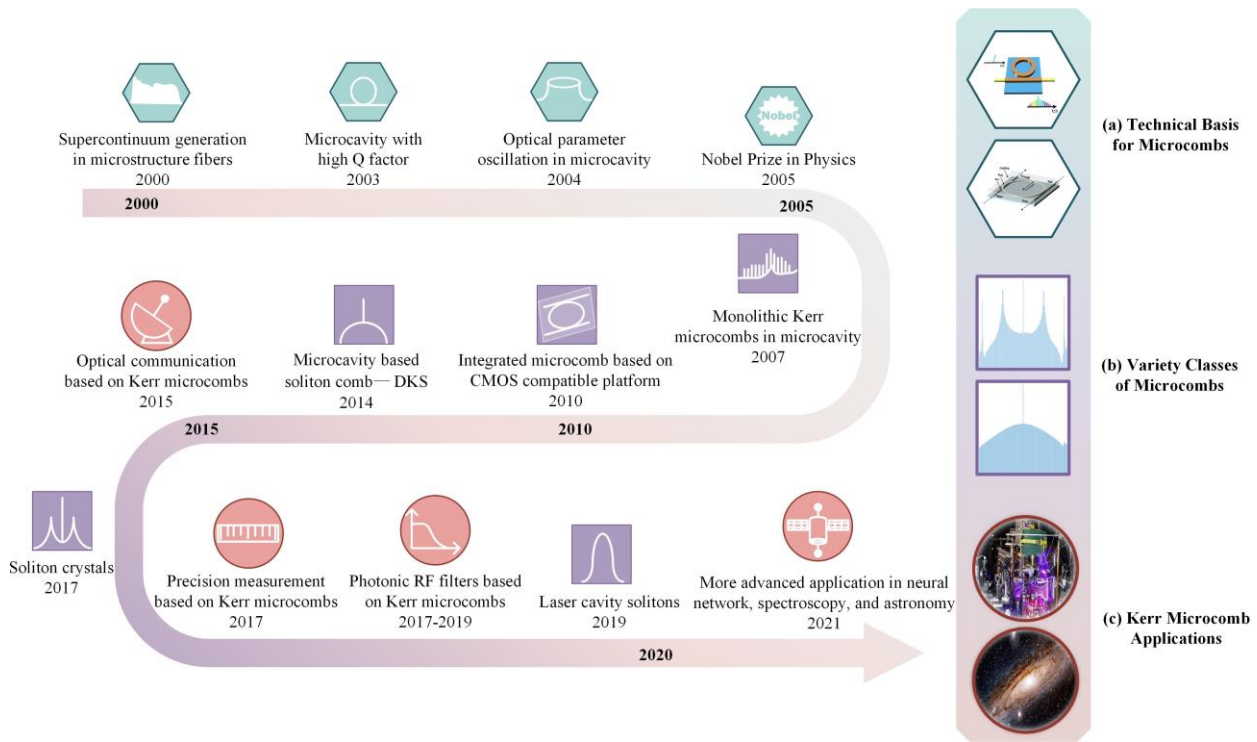 Nobel
Supercontinuum generation
in microstructure fibers
2000
Microcavity with
high Q factor
2003
Optical parameter
oscillation in microcavity
2004
Nobel Prize in Physics
2005
2000
2005
Monolithic Kerr
microcombs in microcavity
2007
Integrated microcomb based on
CMOS compatible platform
2010
Microcavity based
soliton comb— DKS
2014
Optical communication
based on Kerr microcombs
2015
2015
2010
Soliton crystals
2017
Precision measurement
based on Kerr microcombs
2017
Photonic RF filters based
on Kerr microcombs
2017-2019
Laser cavity solitons
2019
More advanced application in neural
network, spectroscopy, and astronomy
2021
2020
(a) Technical Basis
for Microcombs
(b) Variety Classes
of Microcombs
(c) Kerr Microcomb
Applications